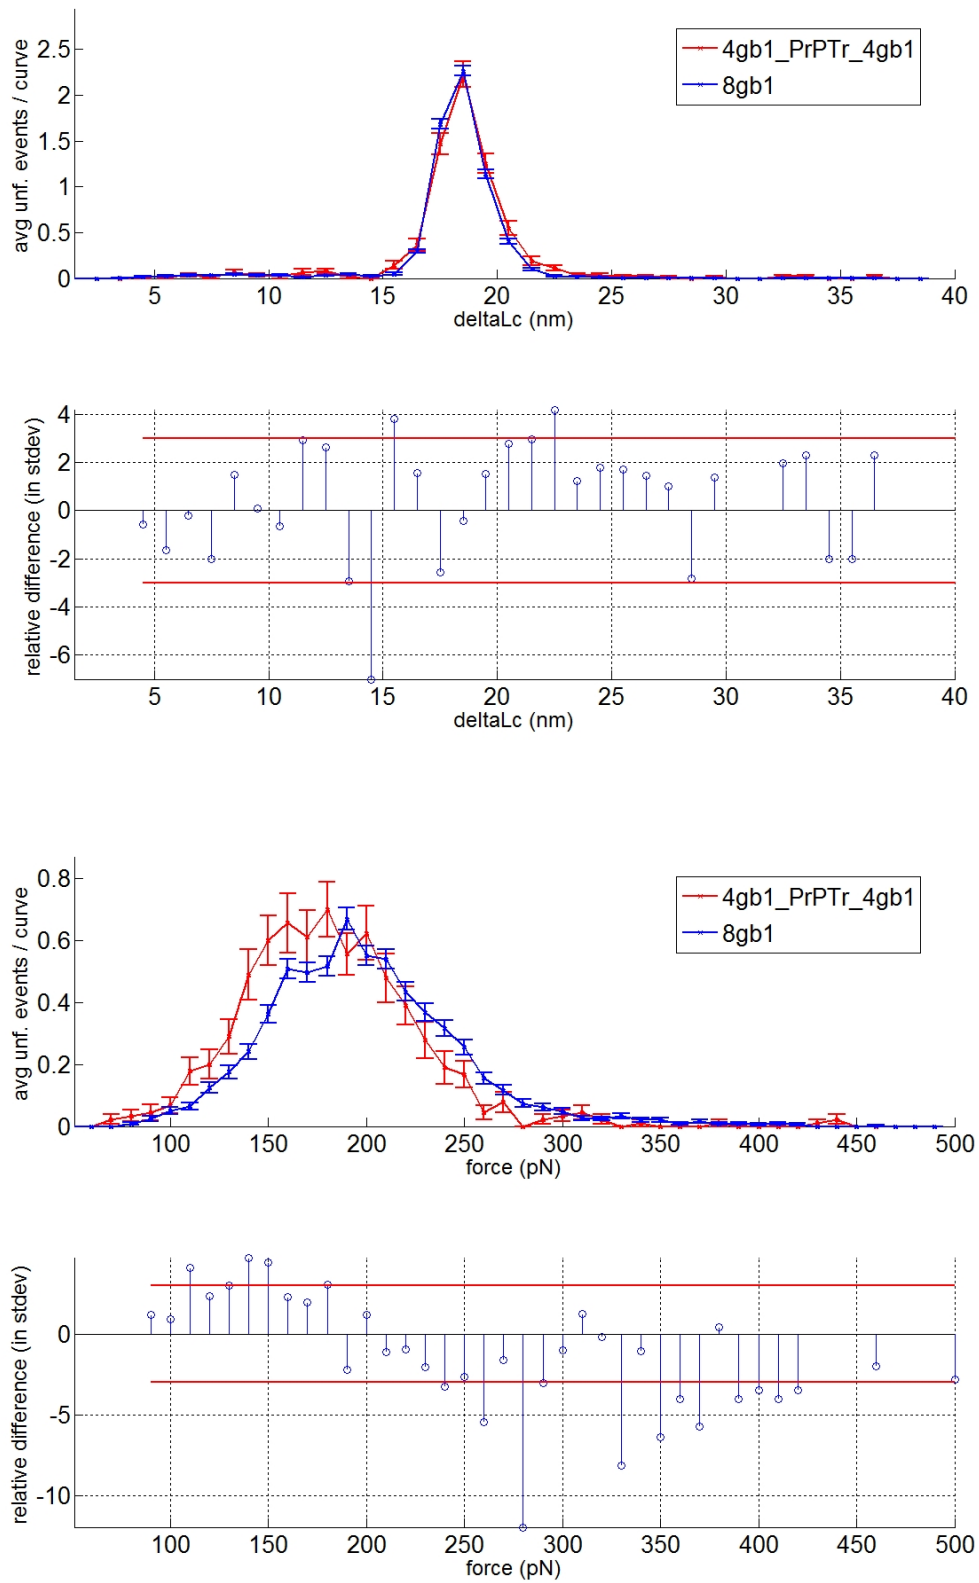 avg unf. events / curve
2.5
2
1.5
1
0.5
0
4gb1_PrPTr_4gb1
8gb1
5 10 15 20 25 30 35 40
deltaLc (nm)
relative difference (in stdev)
4
2
0
-2
-4
-6
5 10 15 20 25 30 35 40
deltaLc (nm)
avg unf. events / curve
0.8
0.6
0.4
0.2
0
4gb1_PrPTr_4gb1
8gb1
100 150 200 250 300 350 400 450 500
force (pN)
relative difference (in stdev)
0
-5
-10
100 150 200 250 300 350 400 450 500
force (pN)